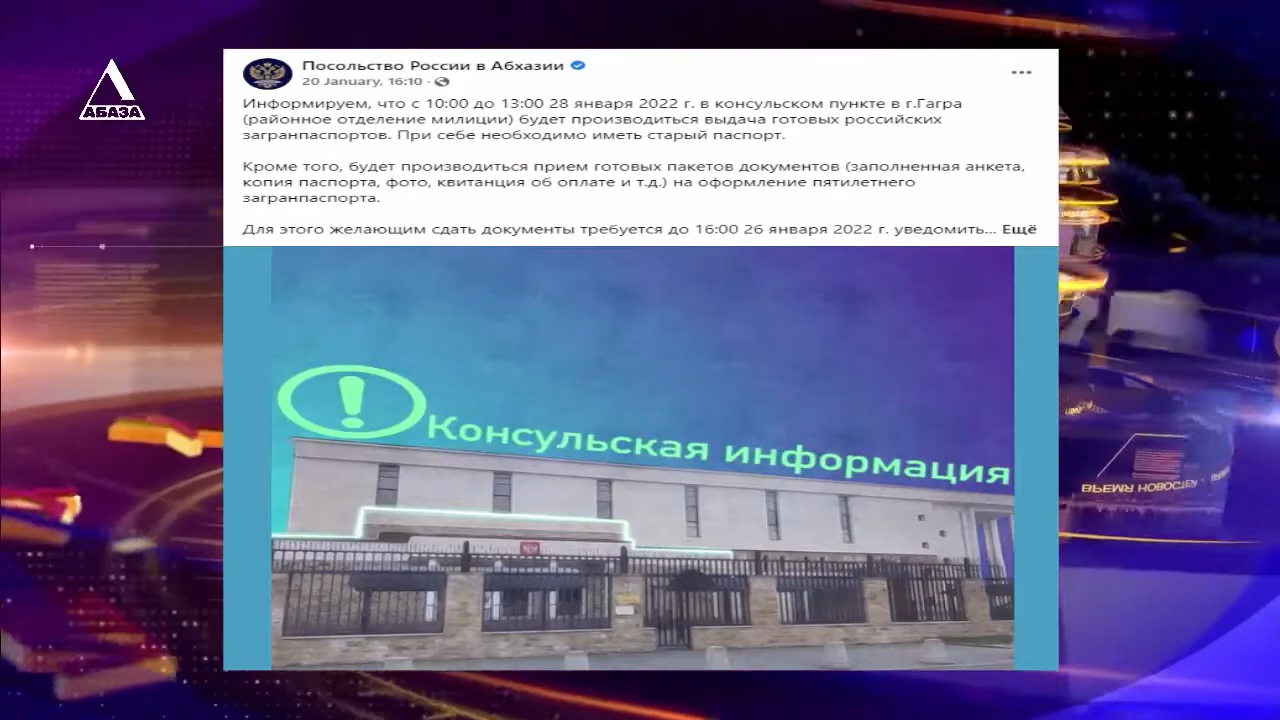 АБАЗА
Посольство России в Абхазии
20 January, 16:10 ·
Информируем, что с 10:00 до 13:00 28 января 2022 г. в консульском пункте в г.Гагра
(районное отделение милиции) будет производиться выдача готовых российских
загранпаспортов. При себе необходимо иметь старый паспорт.
Кроме того, будет производиться прием готовых пакетов документов (заполненная анкета,
копия паспорта, фото, квитанция об оплате и т.д.) на оформление пятилетнего
загранпаспорта.
Для этого желающим сдать документы требуется до 16:00 26 января 2022 г. уведомить... Ещё
! Консульская информация
ВРЕМЯ НОВОСТЕЙ